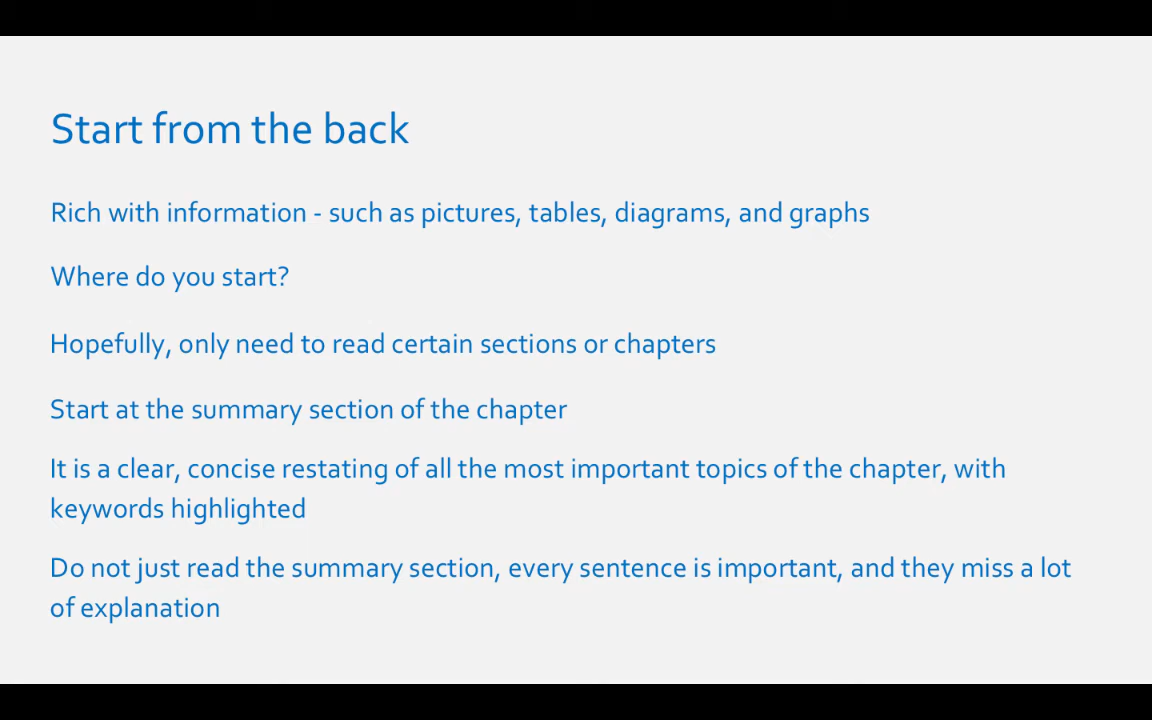 Start from the back
Rich with information - such as pictures, tables, diagrams, and graphs
Where do you start?
Hopefully, only need to read certain sections or chapters
Start at the summary section of the chapter
It is a clear, concise restating of all the most important topics of the chapter, with
keywords highlighted
Do not just read the summary section, every sentence is important, and they miss a lot
of explanation